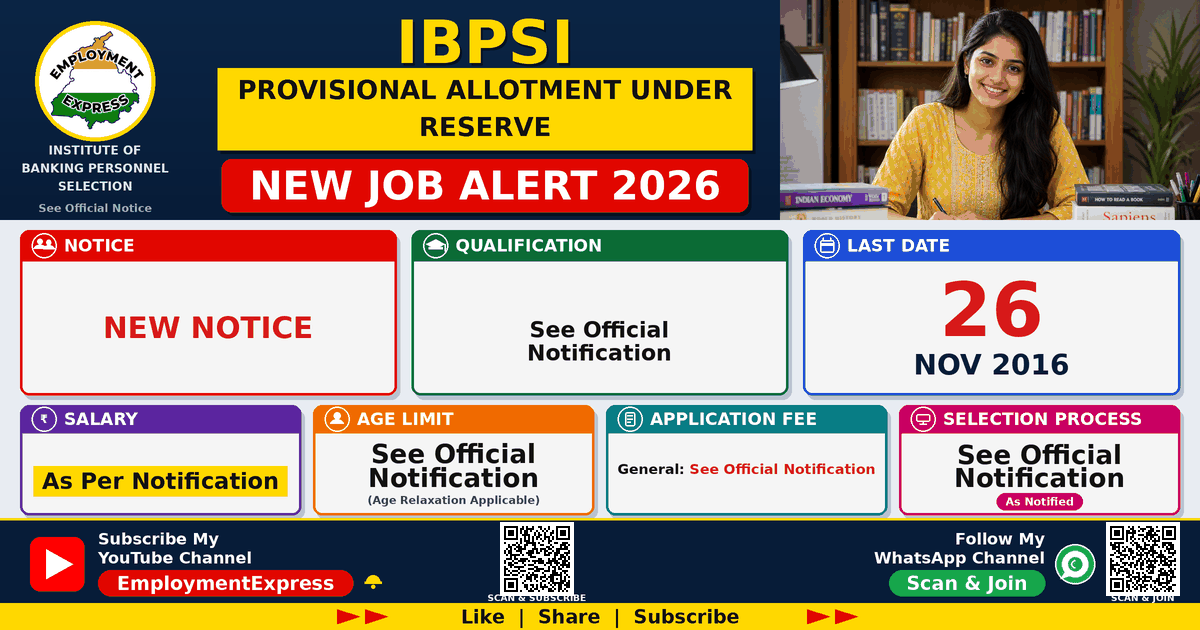 IBPSI
PROVISIONAL ALLOTMENT UNDER
RESERVE
NEW JOB ALERT 2026
EMPLOYMENT
EXPRESS
INSTITUTE OF
BANKING PERSONNEL
SELECTION
See Official Notice
INDIAN ECONOMY
WORLD HISTORY
HOW TO READ A BOOK
Sapiens
NOTICE
NEW NOTICE
QUALIFICATION
See Official
Notification
LAST DATE
26
NOV 2016
₹ SALARY
As Per Notification
AGE LIMIT
See Official
Notification
(Age Relaxation Applicable)
APPLICATION FEE
General: See Official Notification
SELECTION PROCESS
See Official
Notification
As Notified
Subscribe My
YouTube Channel
EmploymentExpress
SCAN & SUBSCRIBE
Follow My
WhatsApp Channel
Scan & Join
SCAN & JOIN
Like | Share | Subscribe